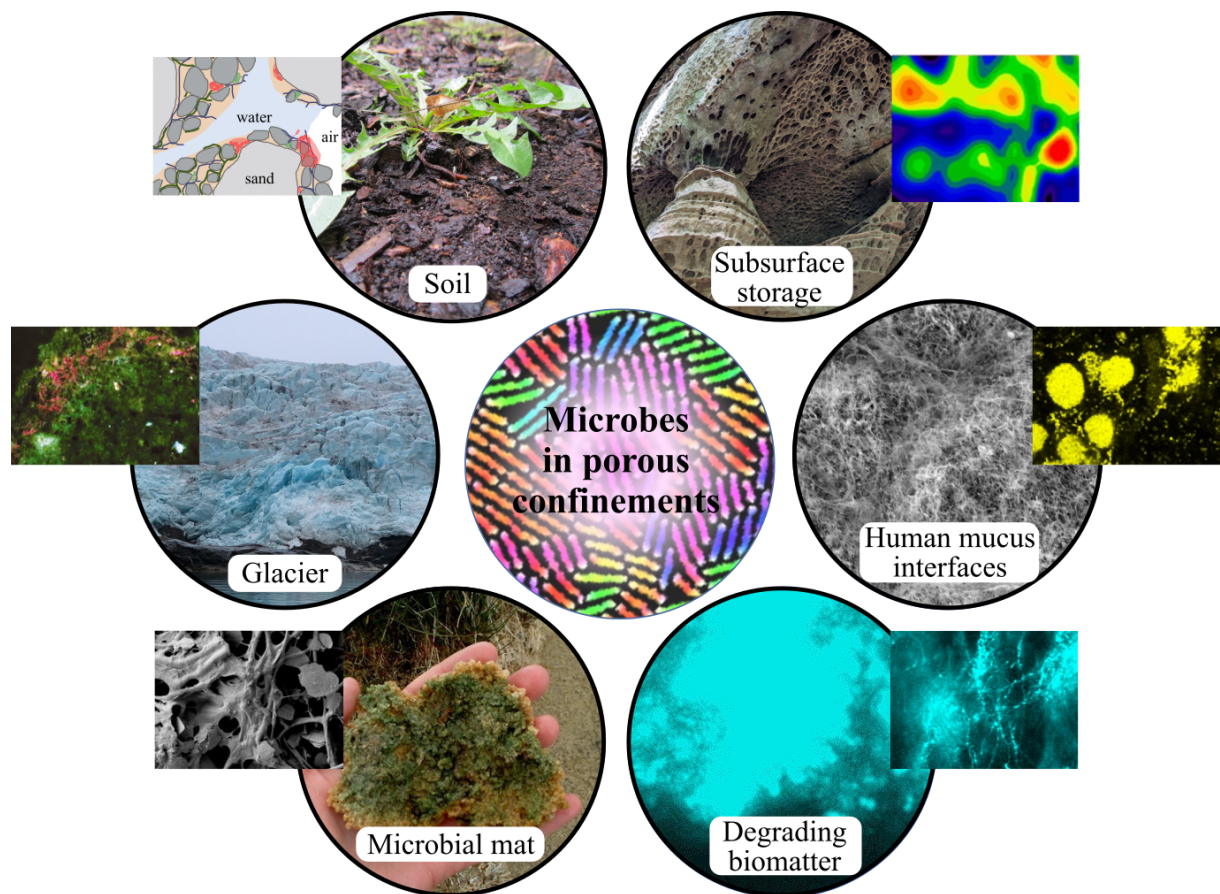 water
air
sand
Soil
Subsurface
storage
Microbes
in porous
confinements
Glacier
Human mucus
interfaces
Microbial mat
Degrading
biomatter